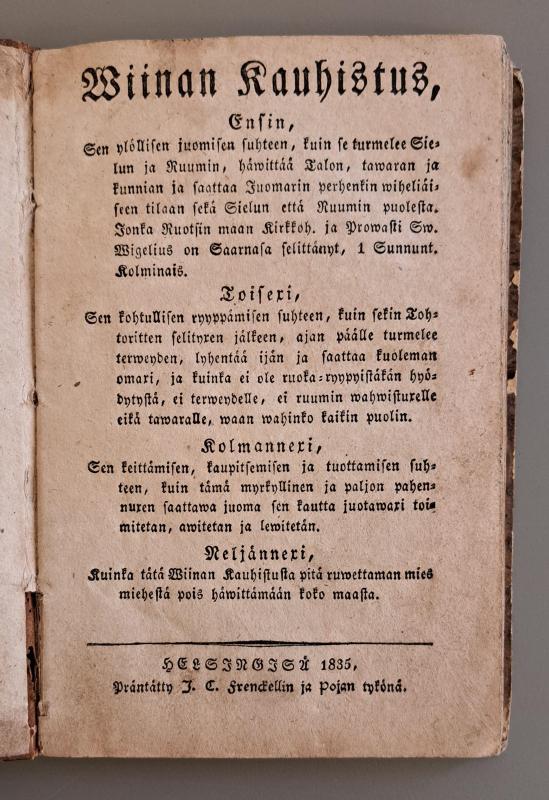 Wiinan Kauhistus,
Ensin,
Sen ylöllisen juomisen suhteen, kuin se turmelee Sie-
lun ja Ruumin, häwittää Talon, tawaran ja
kunnian ja saattaa Juomarin perhenkin wiheliäi-
seen tilaan sekä Sielun että Ruumin puolesta.
Jonka Ruotsin maan Kirkkoh. ja Prowasti Sw.
Wigelius on Saarnasa selittänyt, 1 Sunnunt.
Kolminais.
Toisexi,
Sen kohtullisen ryyppämisen suhteen, kuin sekin Toh-
toritten selityxen jälkeen, ajan päälle turmelee
terweyden, lyhentää ijän ja saattaa kuoleman
omaxi, ja kuinka ei ole ruoka-ryypyistäkän hyö-
dytystä, ei terweydelle, ei ruumin wahwistuxelle
eikä tawaralle, waan wahinko kaikin puolin.
Kolmannexi,
Sen keittämisen, kaupitsemisen ja tuottamisen suh-
teen, kuin tämä myrkyllinen ja paljon pahen-
nuxen saattawa juoma sen kautta juotawaxi toi-
mitetan, awitetan ja lewitetän.
Neljännexi,
Kuinka tätä Wiinan Kauhistusta pitä ruwettaman mies
miehestä pois häwittämään koko maasta.
HELSINGISÄ 1835,
Präntätty J. C. Frenckellin ja Pojan tykönä.